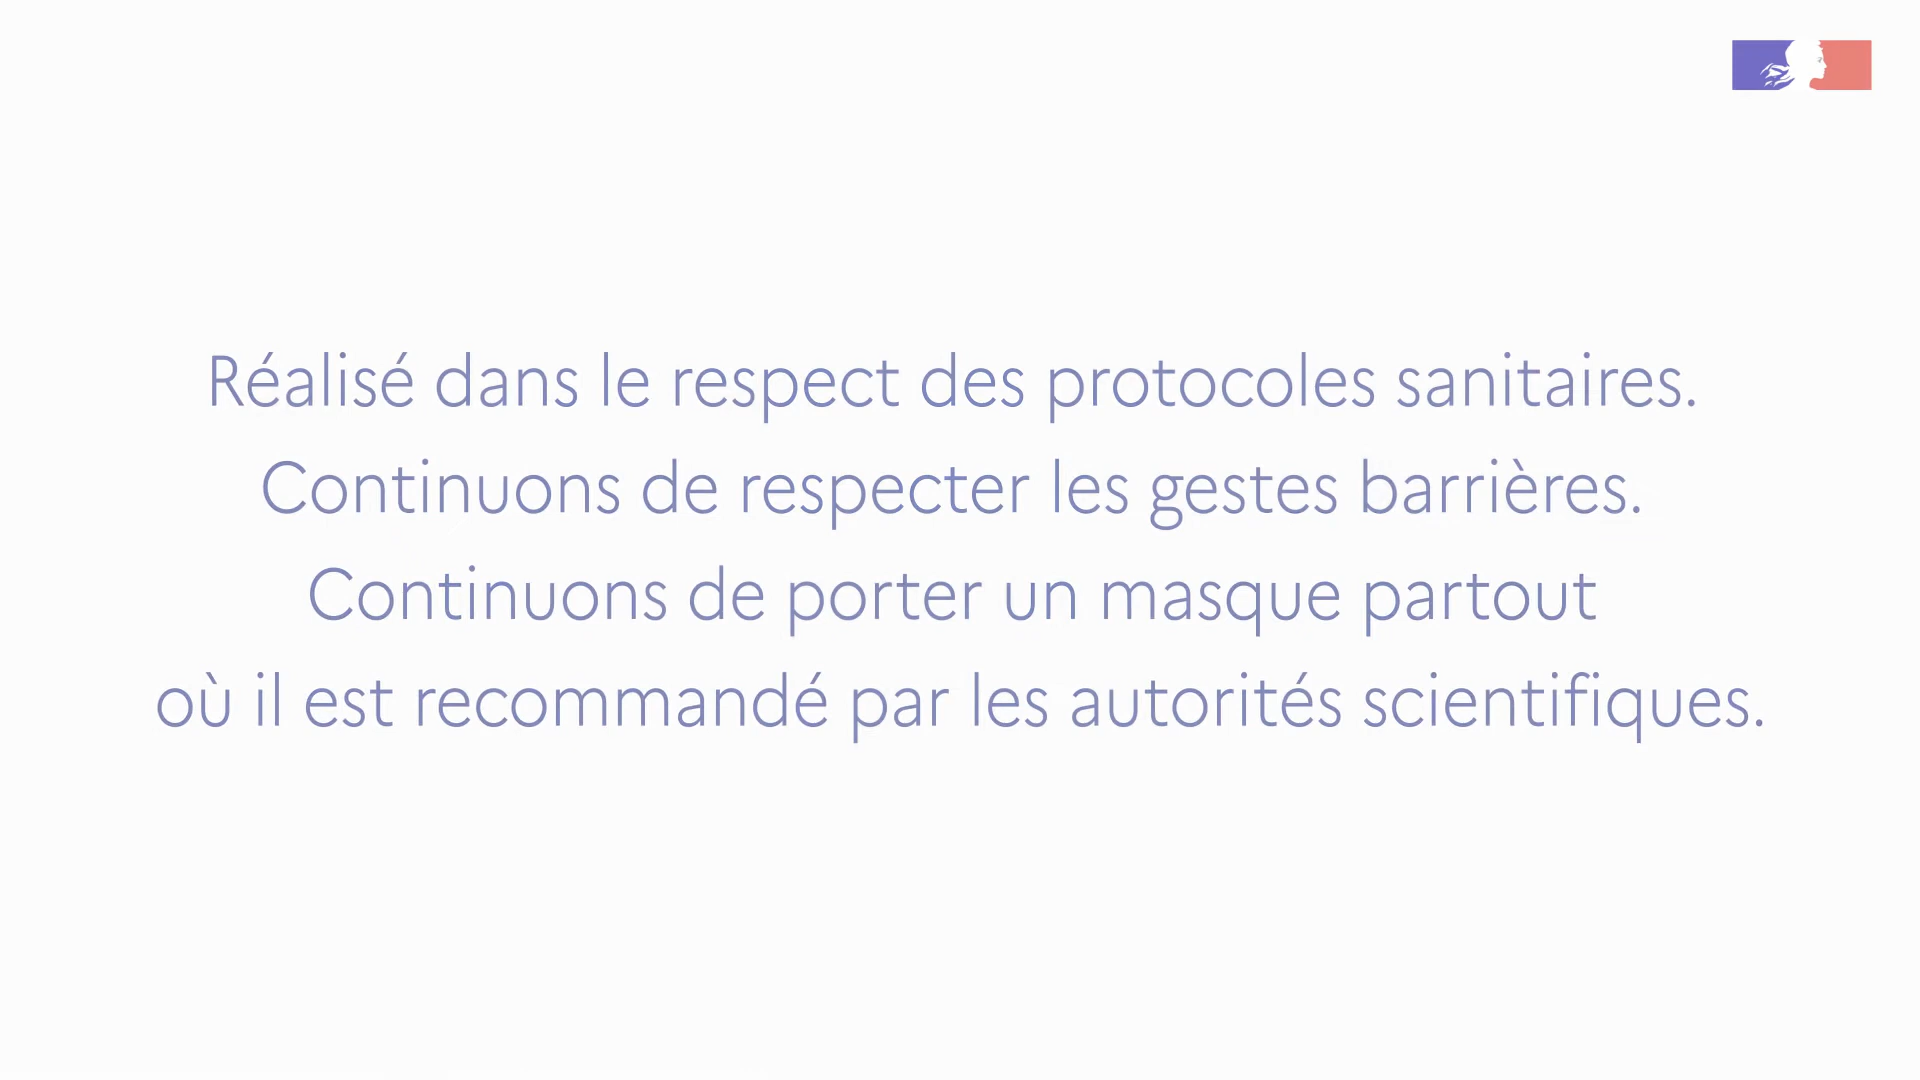 Réalisé dans le respect des protocoles sanitaires.
Continuons de respecter les gestes barrières.
Continuons de porter un masque partout
où il est recommandé par les autorités scientifiques.